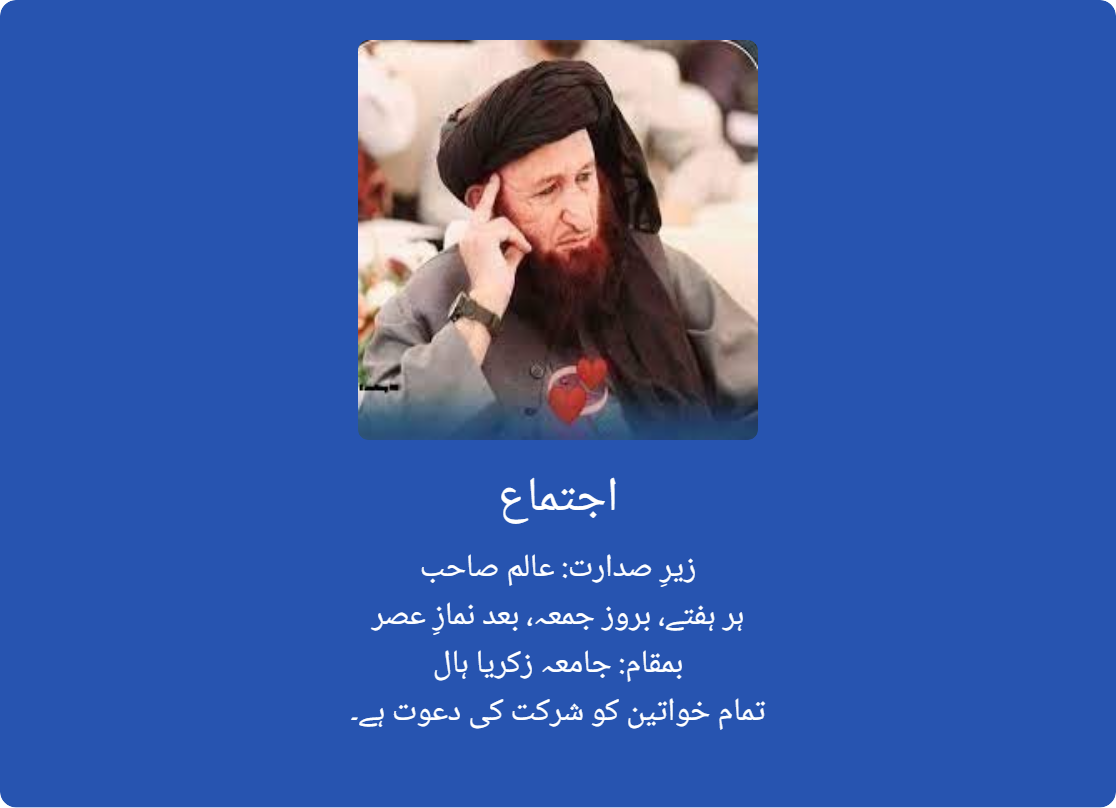 اجتماع
زیرِ صدارت: عالم صاحب
ہر ہفتے، بروز جمعہ، بعد نمازِ عصر
بمقام: جامعہ زکریا ہال
تمام خواتین کو شرکت کی دعوت ہے۔